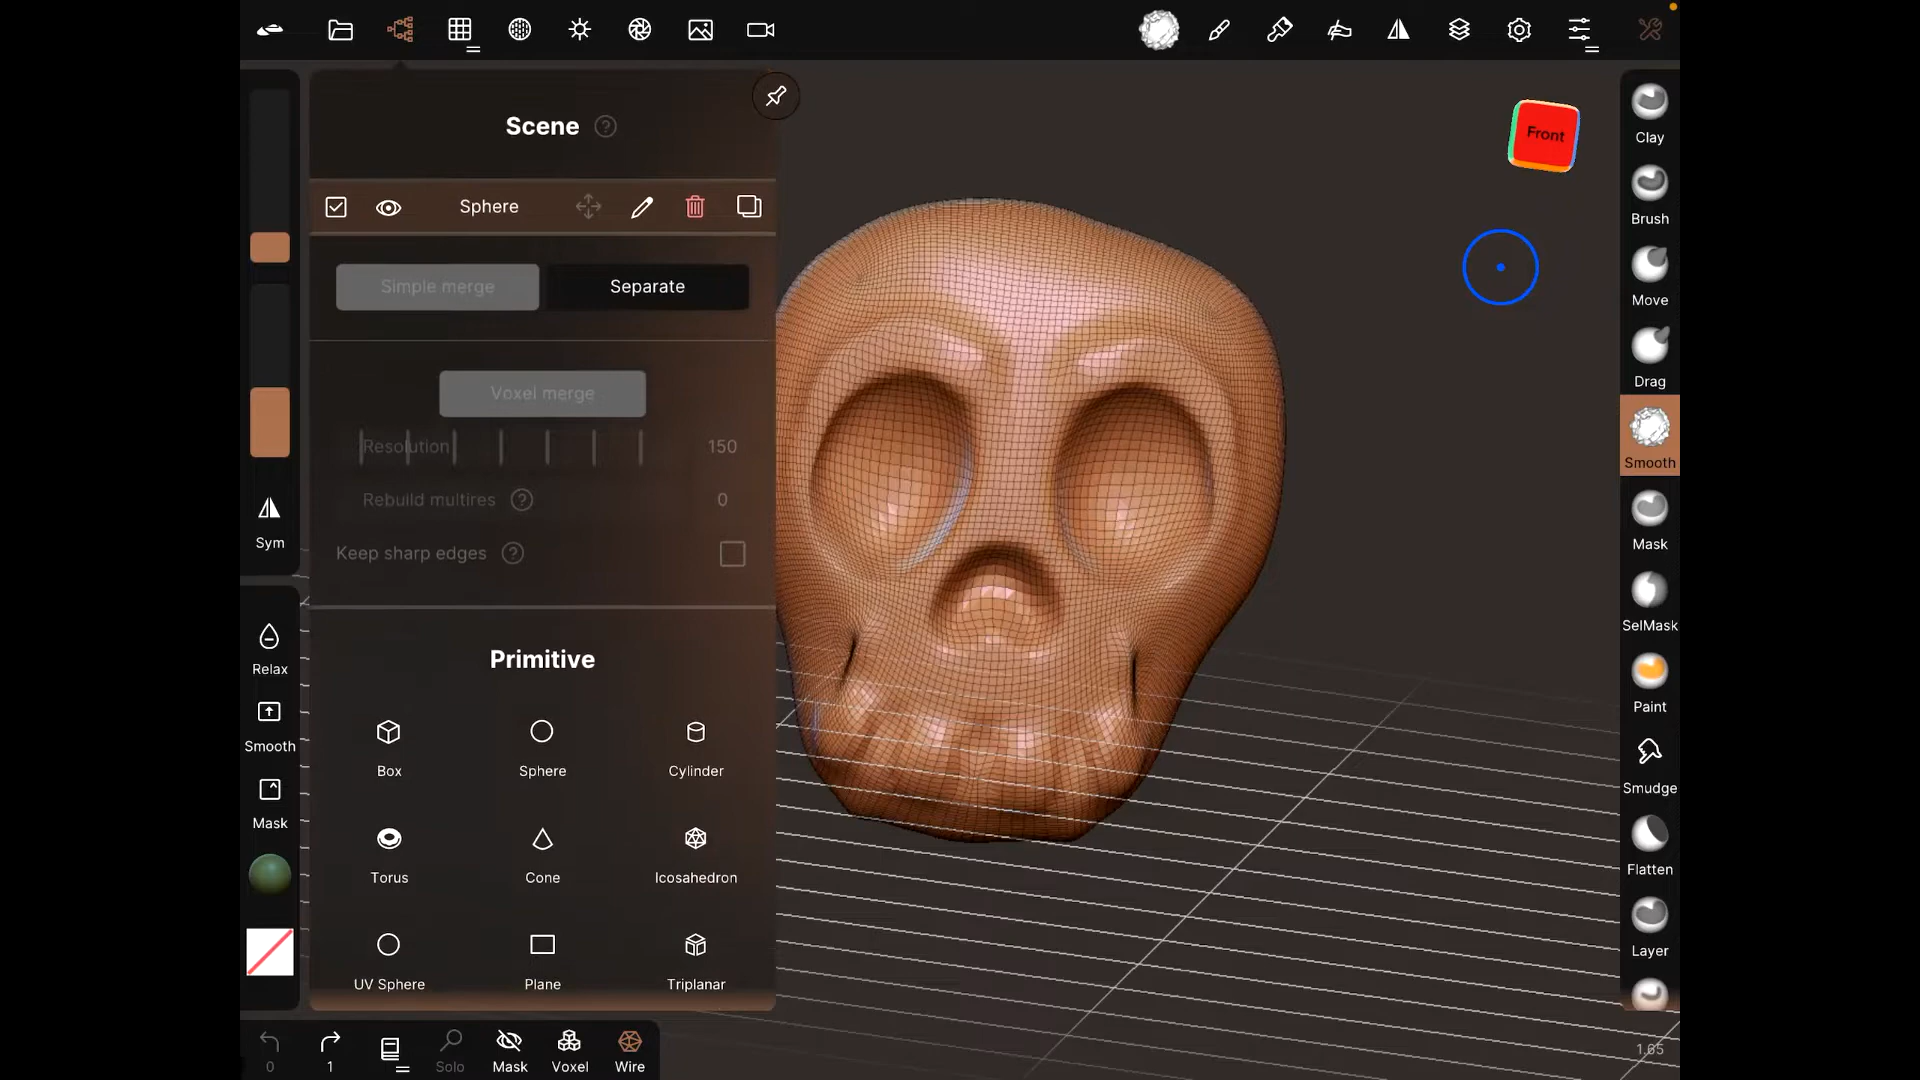 Scene ?
Sphere
Simple merge
Separate
Voxel merge
Resolution
150
Rebuild multires ?
0
Keep sharp edges ?
Primitive
Box
Sphere
Cylinder
Torus
Cone
Icosahedron
UV Sphere
Plane
Triplanar
Sym
Relax
Smooth
Mask
0
1
Solo
Mask
Voxel
Wire
Front
Clay
Brush
Move
Drag
Smooth
Mask
SelMask
Paint
Smudge
Flatten
Layer
1.65